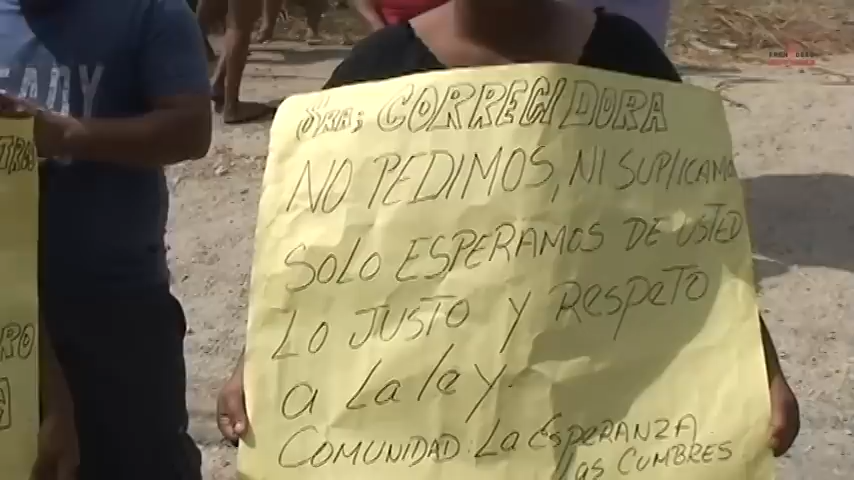 Sra; CORREGIDORA
NO PEDIMOS, NI SUPLICAMO
SOLO ESPERAMOS DE USTED
LO JUSTO Y RESPETO
a La ley.
COMUNIDAD: La Esperanza
Las CUMBRES